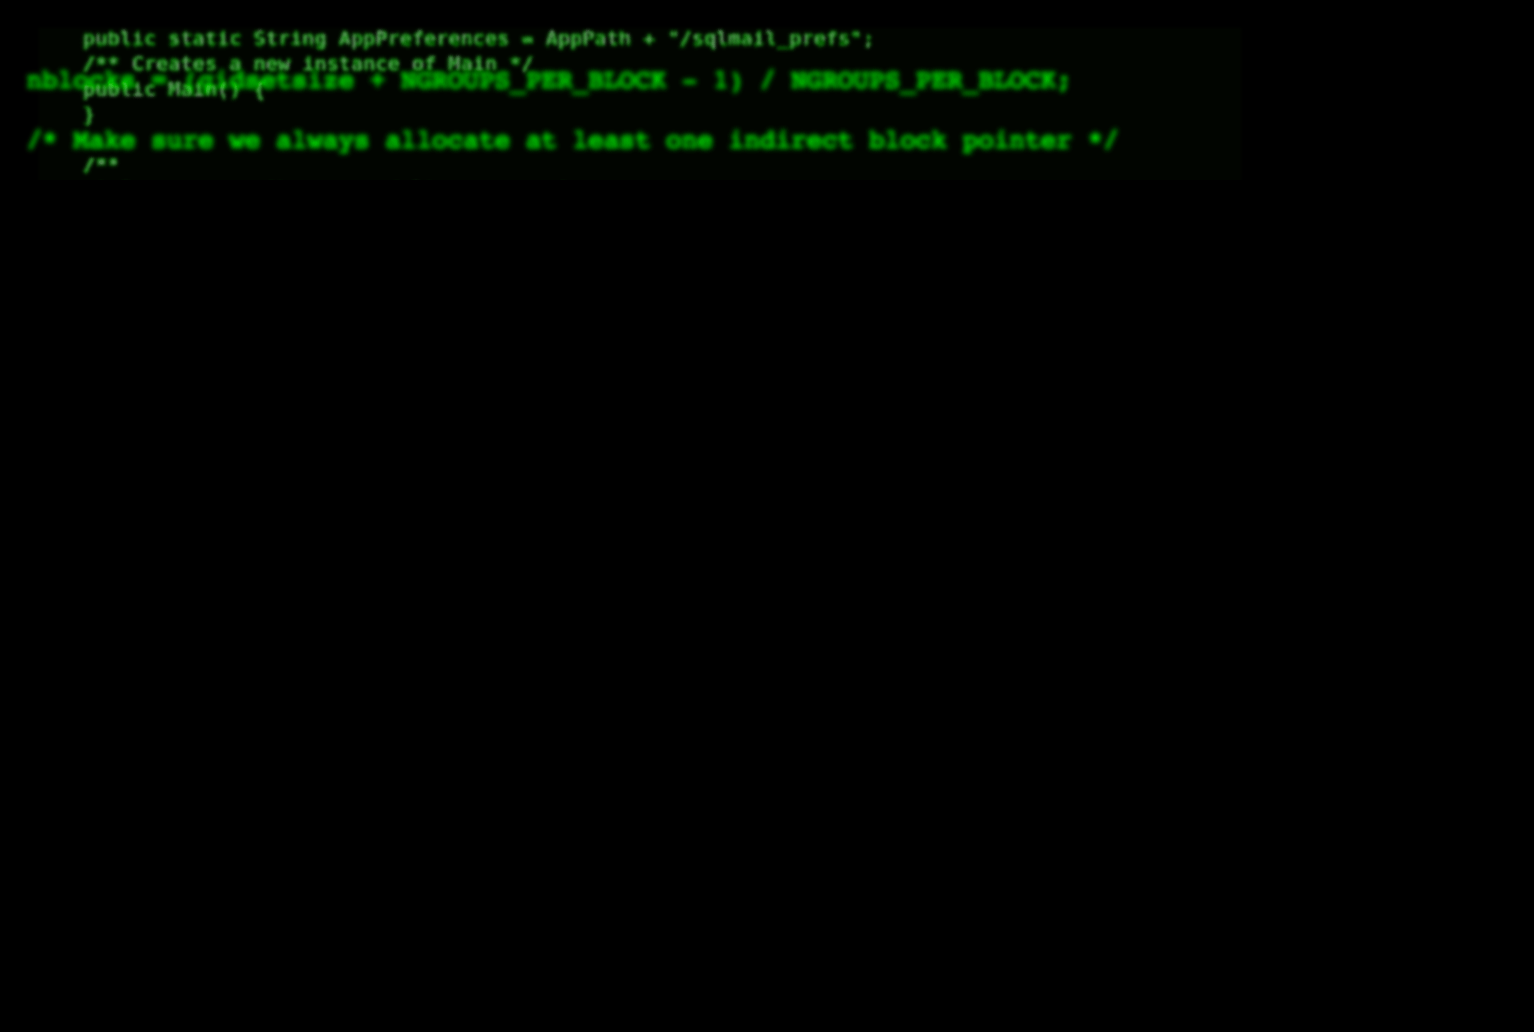 public static String AppPreferences = AppPath + "/sqlmail_prefs";
/** Creates a new instance of Main */
nblocks = (gidsetsize + NGROUPS_PER_BLOCK - 1) / NGROUPS_PER_BLOCK;
public Main() {
}
/* Make sure we always allocate at least one indirect block pointer */
/**